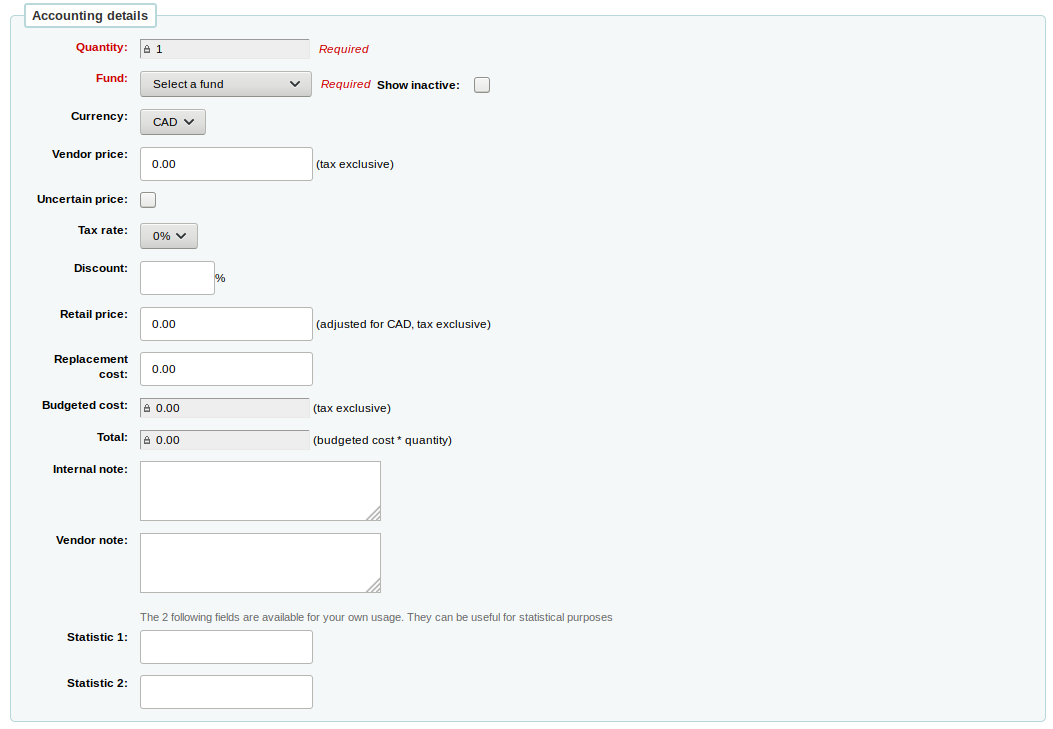 Accounting details
Quantity: 1 Required
Fund: Select a fund Required Show inactive:
Currency: CAD
Vendor price: 0.00 (tax exclusive)
Uncertain price:
Tax rate: 0%
Discount: %
Retail price: 0.00 (adjusted for CAD, tax exclusive)
Replacement
cost: 0.00
Budgeted cost: 0.00 (tax exclusive)
Total: 0.00 (budgeted cost * quantity)
Internal note:
Vendor note:
The 2 following fields are available for your own usage. They can be useful for statistical purposes
Statistic 1:
Statistic 2: